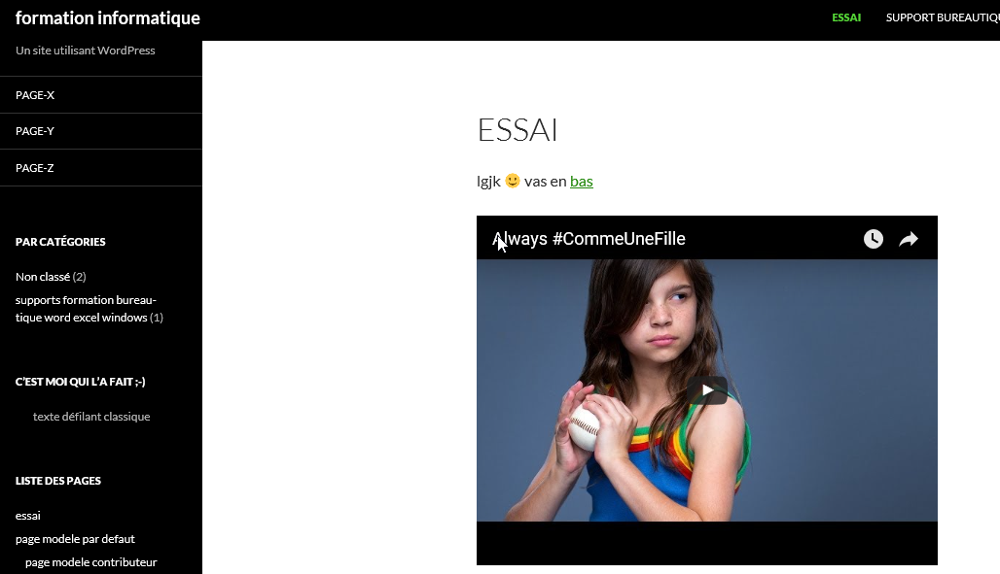 formation informatique
ESSAI
SUPPORT BUREAUTIQU
Un site utilisant WordPress
PAGE-X
PAGE-Y
PAGE-Z
ESSAI
lgjk 🙂 vas en bas
Always #CommeUneFille
PAR CATÉGORIES
Non classé (2)
supports formation bureau-
tique word excel windows (1)
C'EST MOI QUI L'A FAIT ;-)
texte défilant classique
LISTE DES PAGES
essai
page modele par defaut
page modele contributeur